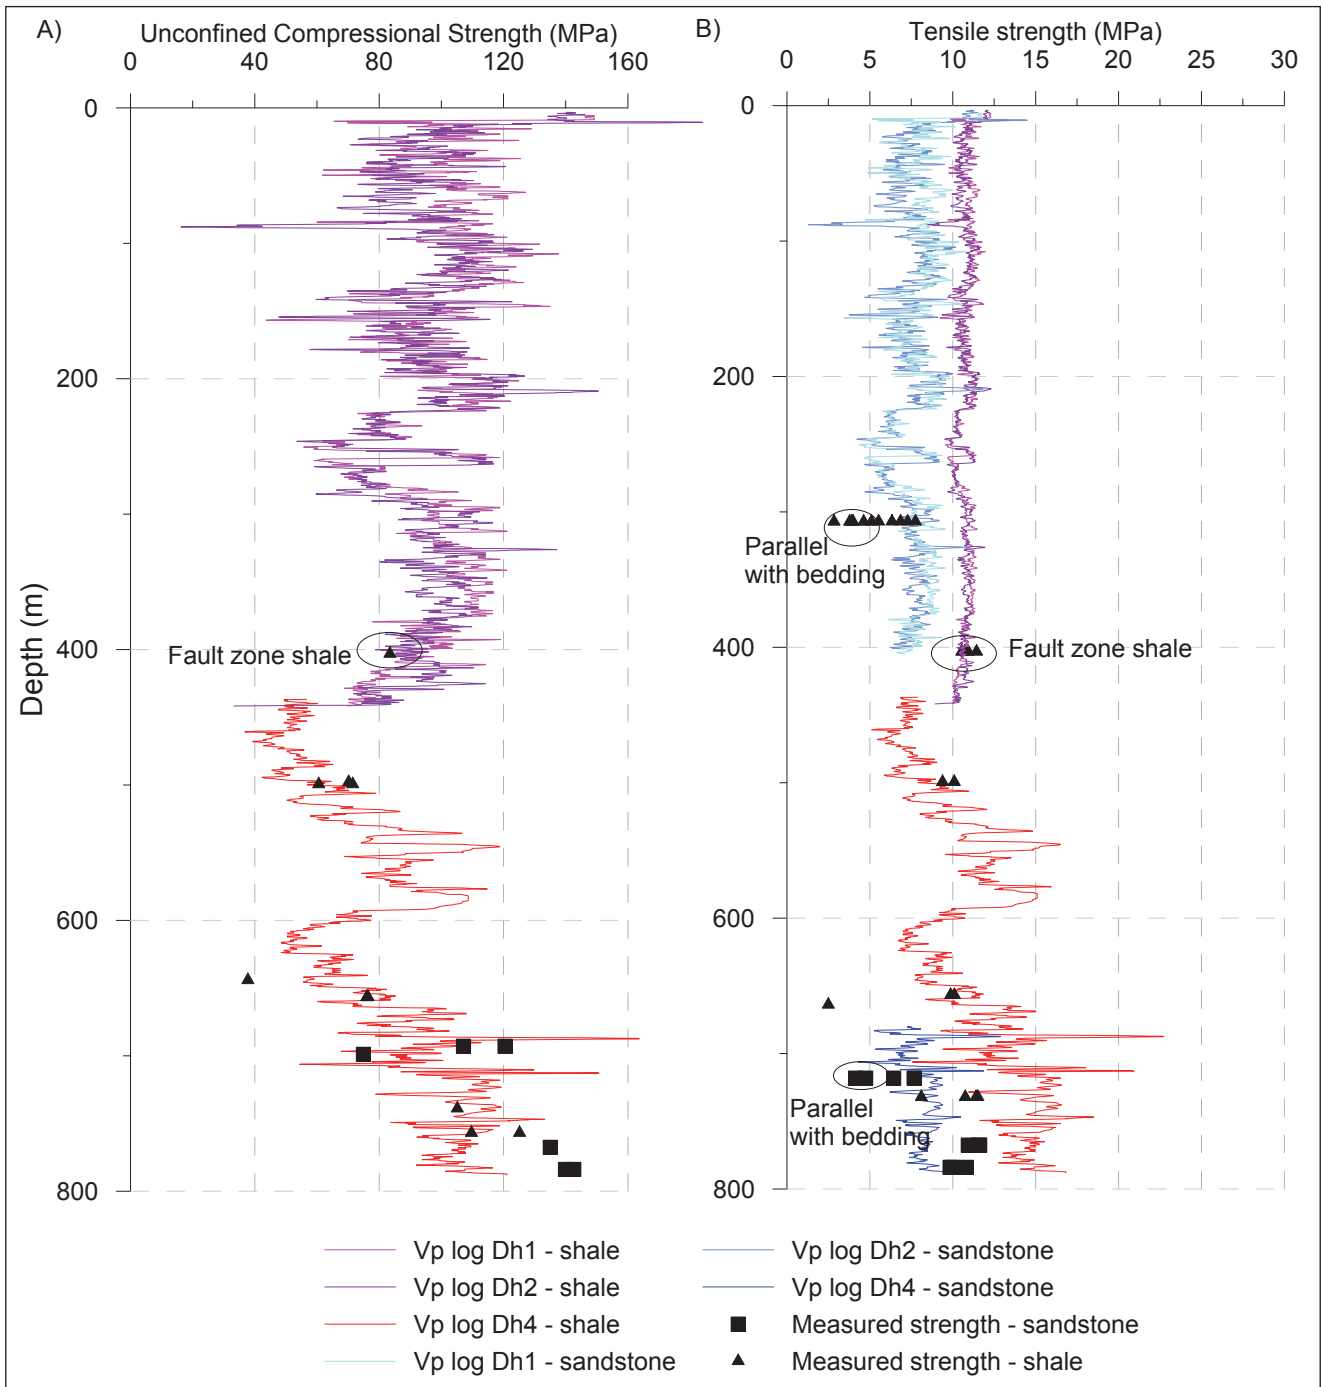 A)
Unconfined Compressional Strength (MPa)
0 40 80 120 160
B)
Tensile strength (MPa)
0 5 10 15 20 25 30
Depth (m)
0
200
400
600
800
Fault zone shale
0
200
400
600
800
Parallel
with bedding
Fault zone shale
Parallel
with bedding
Vp log Dh1 - shale
Vp log Dh2 - shale
Vp log Dh4 - shale
Vp log Dh1 - sandstone
Vp log Dh2 - sandstone
Vp log Dh4 - sandstone
Measured strength - sandstone
Measured strength - shale